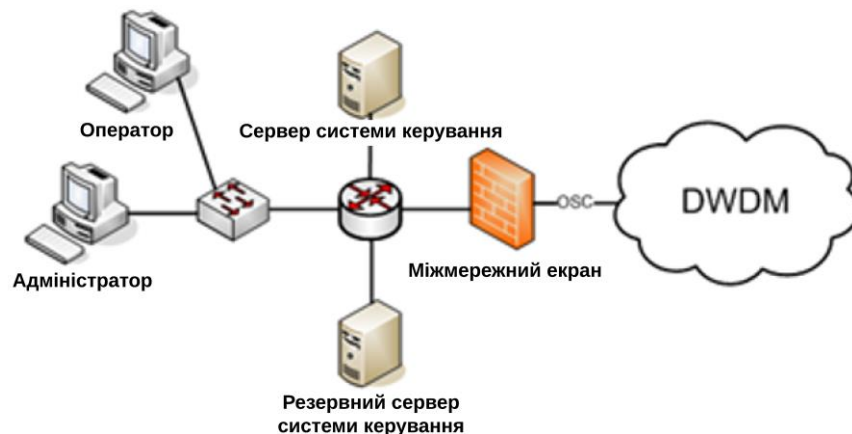 Оператор
Сервер системи керування
OSC
DWDM
Адміністратор
Міжмережний екран
Резервний сервер
системи керування